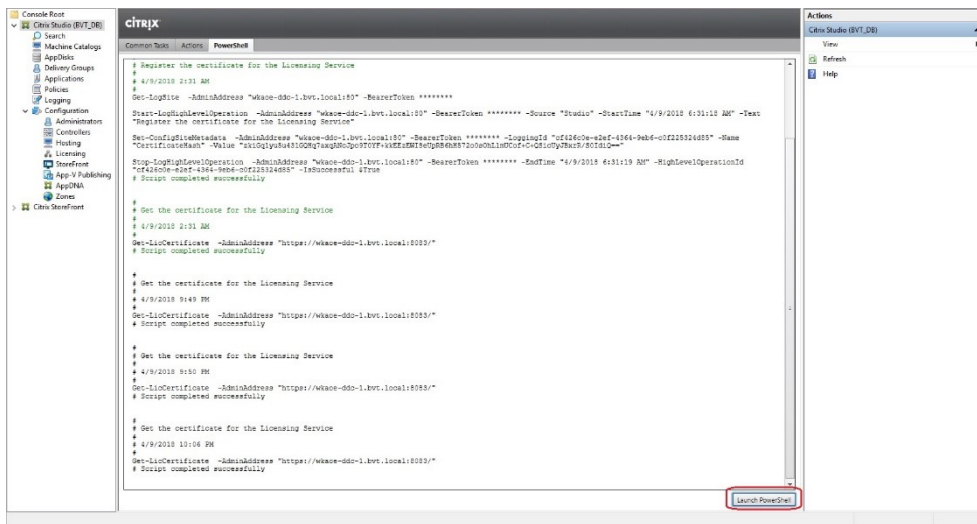 Console Root
Citrix Studio (BVT_DB)
Search
Machine Catalogs
AppDisks
Delivery Groups
Applications
Policies
Logging
Configuration
Administrators
Controllers
Hosting
Licensing
StoreFront
App-V Publishing
AppDNA
Zones
Citrix StoreFront
CITRIX
Common Tasks Actions PowerShell
# Register the certificate for the Licensing Service
#
# 4/9/2018 2:31 AM
#
Get-LogSite -AdminAddress "wkace-ddc-1.bvt.local:80" -BearerToken ********
Start-LogHighLevelOperation -AdminAddress "wkace-ddc-1.bvt.local:80" -BearerToken ******** -Source "Studio" -StartTime "4/9/2018 6:31:18 AM" -Text
"Register the certificate for the Licensing Service"
Set-ConfigSiteMetadata -AdminAddress "wkace-ddc-1.bvt.local:80" -BearerToken ******** -LoggingId "cf426c0e-e2ef-4364-9eb6-c0f225324d85" -Name
"CertificateHash" -Value
Stop-LogHighLevelOperation -AdminAddress "wkace-ddc-1.bvt.local:80" -BearerToken ******** -EndTime "4/9/2018 6:31:19 AM" -HighLevelOperationId
"cf426c0e-e2ef-4364-9eb6-c0f225324d85" -IsSuccessful $True
# Script completed successfully
#
# Get the certificate for the Licensing Service
#
# 4/9/2018 2:31 AM
#
Get-LicCertificate -AdminAddress "https://wkace-ddc-1.bvt.local:8083/"
# Script completed successfully
#
# Get the certificate for the Licensing Service
#
# 4/9/2018 9:49 PM
#
Get-LicCertificate -AdminAddress "https://wkace-ddc-1.bvt.local:8083/"
# Script completed successfully
#
# Get the certificate for the Licensing Service
#
# 4/9/2018 9:50 PM
#
Get-LicCertificate -AdminAddress "https://wkace-ddc-1.bvt.local:8083/"
# Script completed successfully
#
# Get the certificate for the Licensing Service
#
# 4/9/2018 10:06 PM
#
Get-LicCertificate -AdminAddress "https://wkace-ddc-1.bvt.local:8083/"
# Script completed successfully
Launch PowerShell
Actions
Citrix Studio (BVT_DB)
View
Refresh
Help